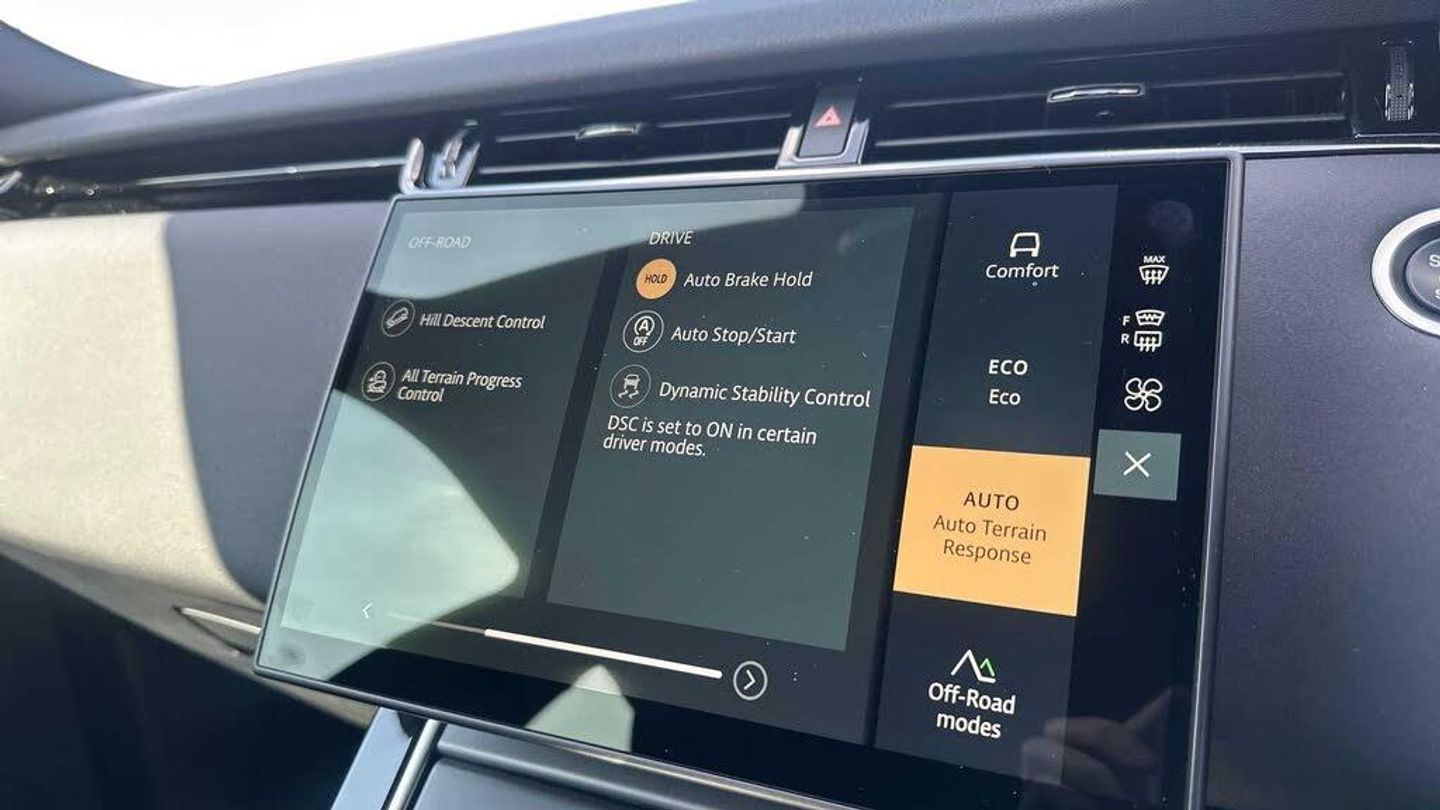 OFF-ROAD
Hill Descent Control
All Terrain Progress
Control
DRIVE
HOLD
Auto Brake Hold
A
OFF
Auto Stop/Start
Dynamic Stability Control
DSC is set to ON in certain
driver modes.
Comfort
ECO
Eco
AUTO
Auto Terrain
Response
Off-Road
modes
MAX
F
R